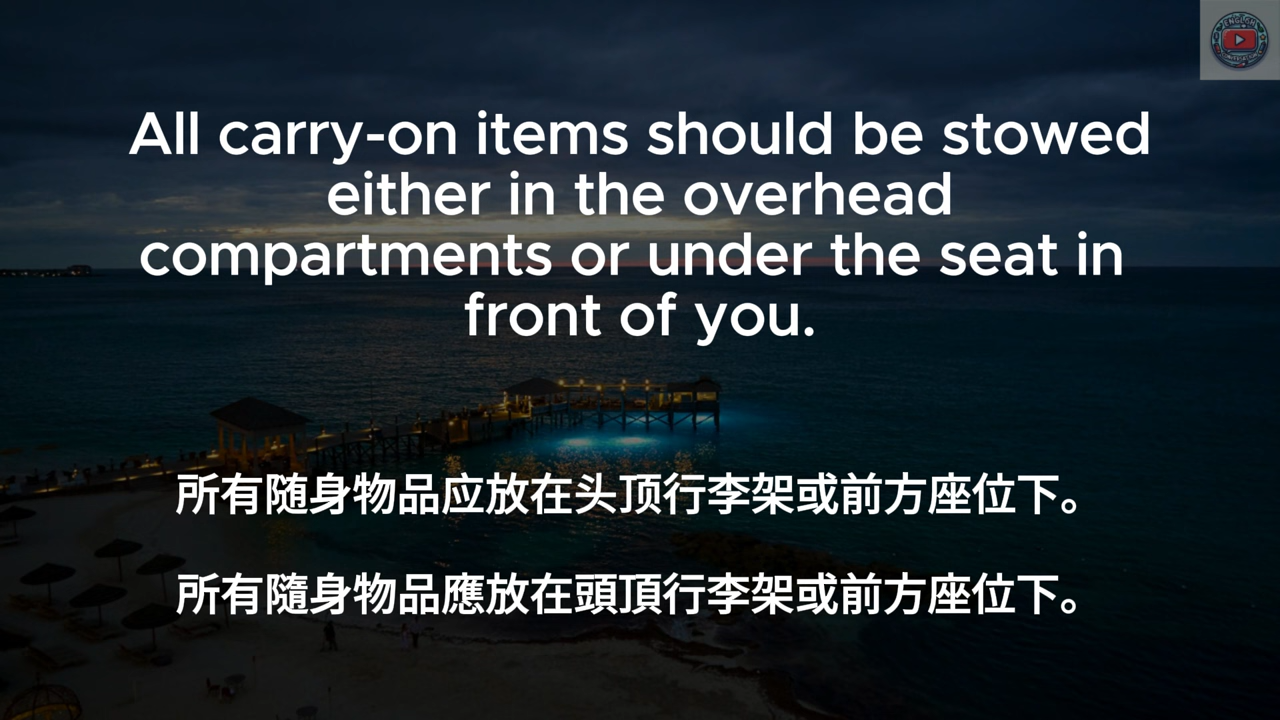 All carry-on items should be stowed
either in the overhead
compartments or under the seat in
front of you.
所有随身物品应放在头顶行李架或前方座位下。
所有隨身物品應放在頭頂行李架或前方座位下。